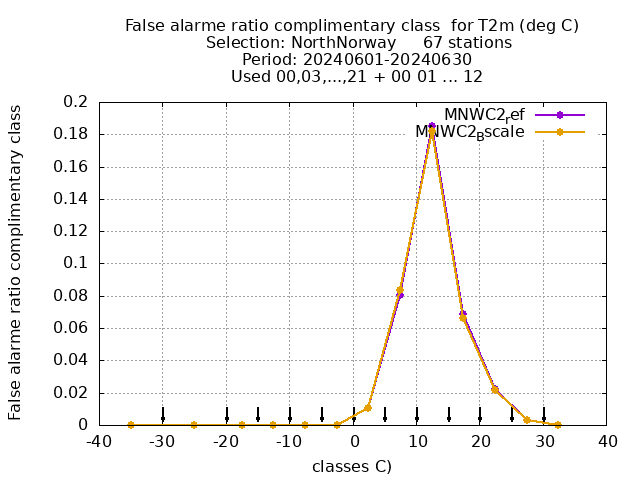 False alarme ratio complimentary class  for T2m (deg C)
Selection: NorthNorway     67 stations
Period: 20240601-20240630
Used 00,03,...,21 + 00 01 ... 12
False alarme ratio complimentary class
0.2
0.18
0.16
0.14
0.12
0.1
0.08
0.06
0.04
0.02
0
MNWC2ref
MNWC2Bscale
-40 -30 -20 -10 0 10 20 30 40
classes C)